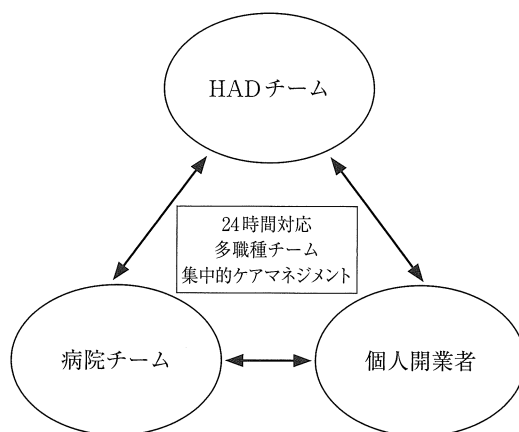 HADチーム
24時間対応
多職種チーム
集中的ケアマネジメント
病院チーム
個人開業者